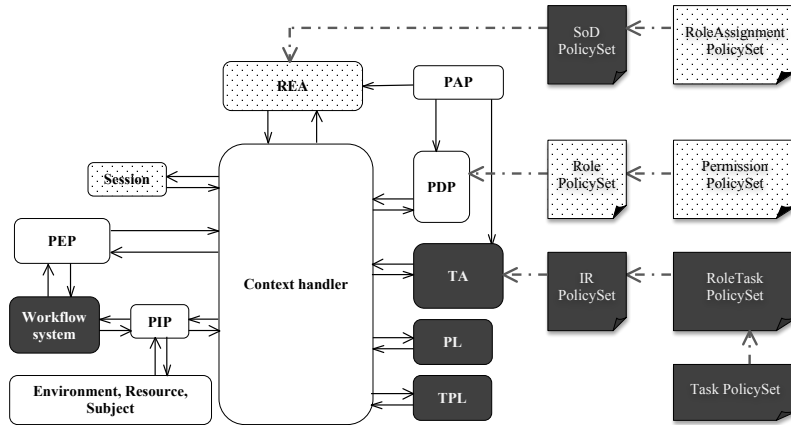 SoD
PolicySet
RoleAssignment
PolicySet
REA
PAP
Session
PDP
Role
PolicySet
Permission
PolicySet
PEP
Context handler
TA
IR
PolicySet
RoleTask
PolicySet
Workflow
system
PIP
PL
Environment, Resource,
Subject
TPL
Task PolicySet